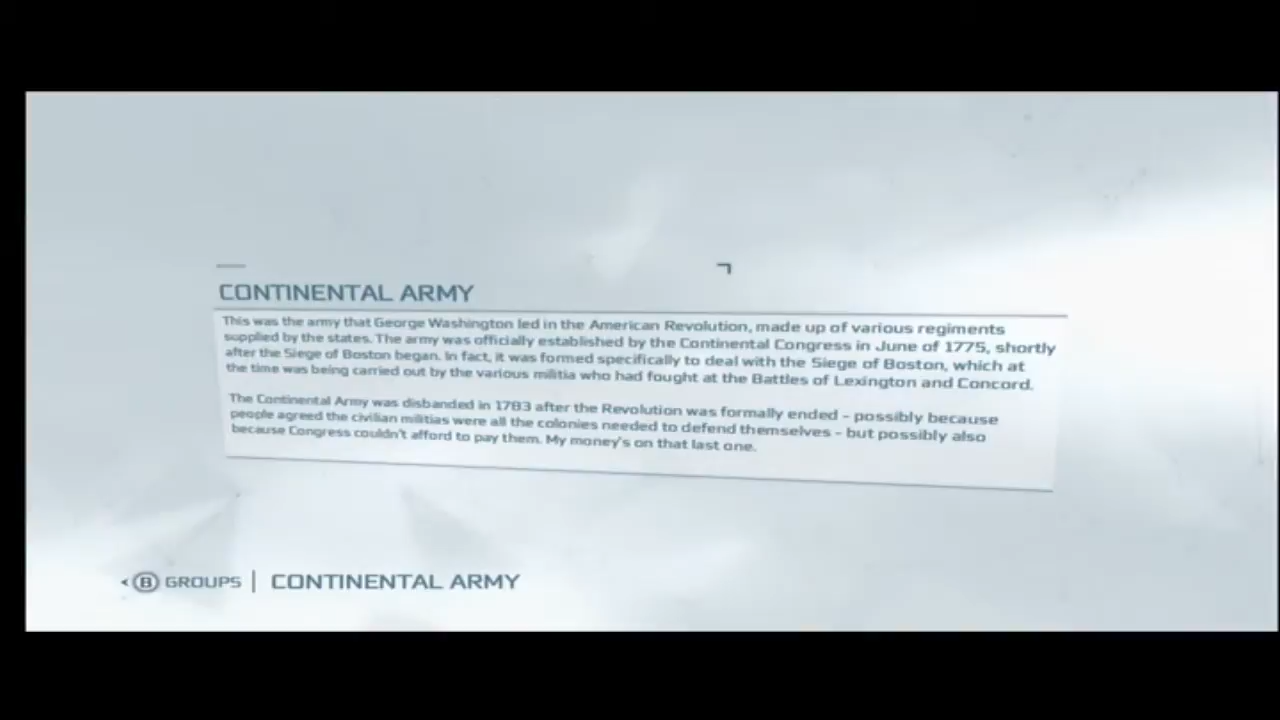 CONTINENTAL ARMY
This was the army that George Washington led in the American Revolution, made up of various regiments
supplied by the states. The army was officially established by the Continental Congress in June of 1775, shortly
after the Siege of Boston began. In fact, it was formed specifically to deal with the Siege of Boston, which at
the time was being carried out by the various militia who had fought at the Battles of Lexington and Concord.
The Continental Army was disbanded in 1783 after the Revolution was formally ended - possibly because
people agreed the civilian militias were all the colonies needed to defend themselves - but possibly also
because Congress couldn't afford to pay them. My money's on that last one.
< B GROUPS | CONTINENTAL ARMY